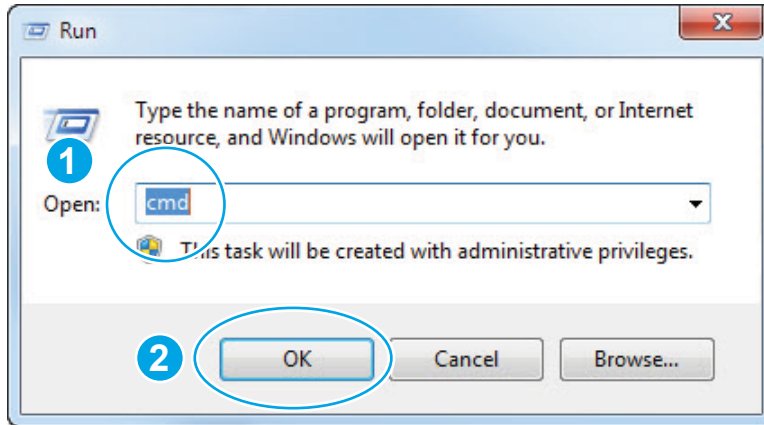 Run
Type the name of a program, folder, document, or Internet
resource, and Windows will open it for you.
1
Open: cmd
This task will be created with administrative privileges.
2
OK Cancel Browse...